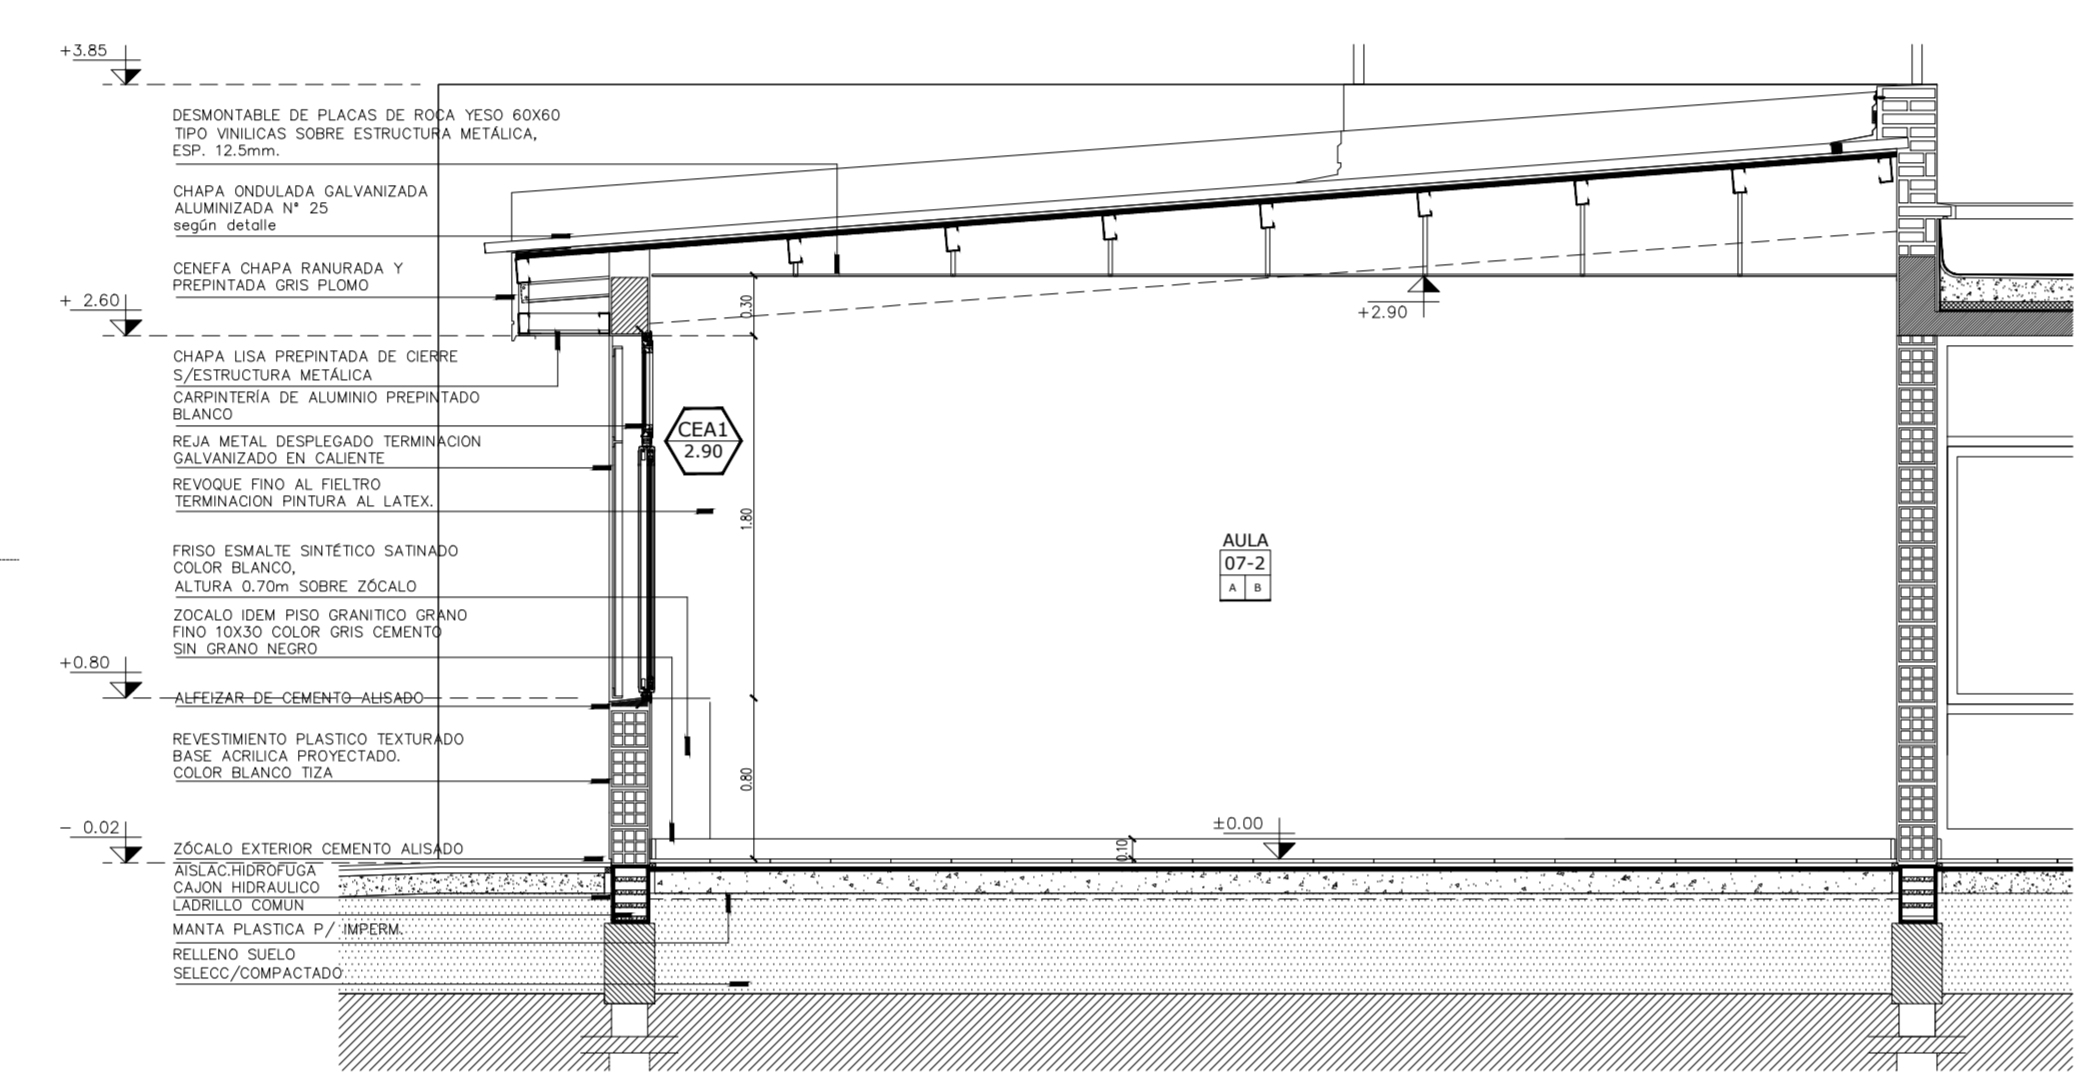 +3.85
DESMONTABLE DE PLACAS DE ROCA YESO 60X60
TIPO VINILICAS SOBRE ESTRUCTURA METÁLICA,
ESP. 12.5mm.
CHAPA ONDULADA GALVANIZADA
ALUMINIZADA N° 25
según detalle
CENEFA CHAPA RANURADA Y
PREPINTADA GRIS PLOMO
+ 2.60
CHAPA LISA PREPINTADA DE CIERRE
S/ESTRUCTURA METÁLICA
CARPINTERÍA DE ALUMINIO PREPINTADO
BLANCO
REJA METAL DESPLEGADO TERMINACION
GALVANIZADO EN CALIENTE
REVOQUE FINO AL FIELTRO
TERMINACION PINTURA AL LATEX.
FRISO ESMALTE SINTÉTICO SATINADO
COLOR BLANCO,
ALTURA 0.70m SOBRE ZÓCALO
ZOCALO IDEM PISO GRANITICO GRANO
FINO 10X30 COLOR GRIS CEMENTO
SIN GRANO NEGRO
+0.80
ALFEIZAR DE CEMENTO ALISADO
REVESTIMIENTO PLASTICO TEXTURADO
BASE ACRILICA PROYECTADO.
COLOR BLANCO TIZA
- 0.02
ZÓCALO EXTERIOR CEMENTO ALISADO
AISLAC.HIDROFUGA
CAJON HIDRAULICO
LADRILLO COMUN
MANTA PLASTICA P/ IMPERM.
RELLENO SUELO
SELECC/COMPACTADO
CEA1
2.90
0.30
1.80
0.80
+2.90
AULA
07-2
A B
±0.00
0.10